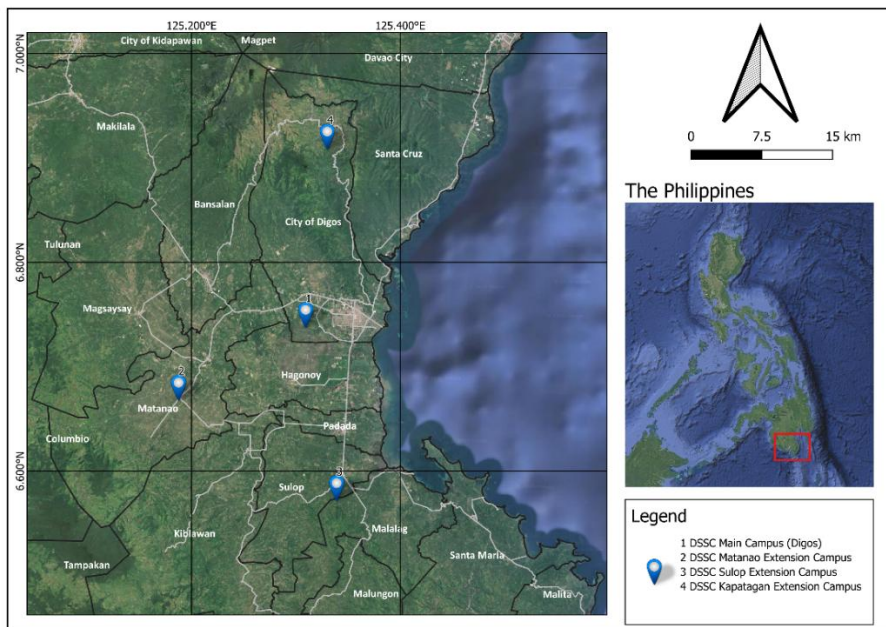 125.200°E
125.400°E
7.000°N
6.800°N
6.600°N
City of Kidapawan
Magpet
Davao City
Makilala
4
Santa Cruz
Bansalan
City of Digos
Tulunan
Magsaysay
1
2
Hagonoy
Matanao
Padada
Columbio
3
Sulop
Kiblawan
Malalag
Santa Maria
Tampakan
Malungon
Malita
0 7.5 15 km
The Philippines
Legend
1 DSSC Main Campus (Digos)
2 DSSC Matanao Extension Campus
3 DSSC Sulop Extension Campus
4 DSSC Kapatagan Extension Campus